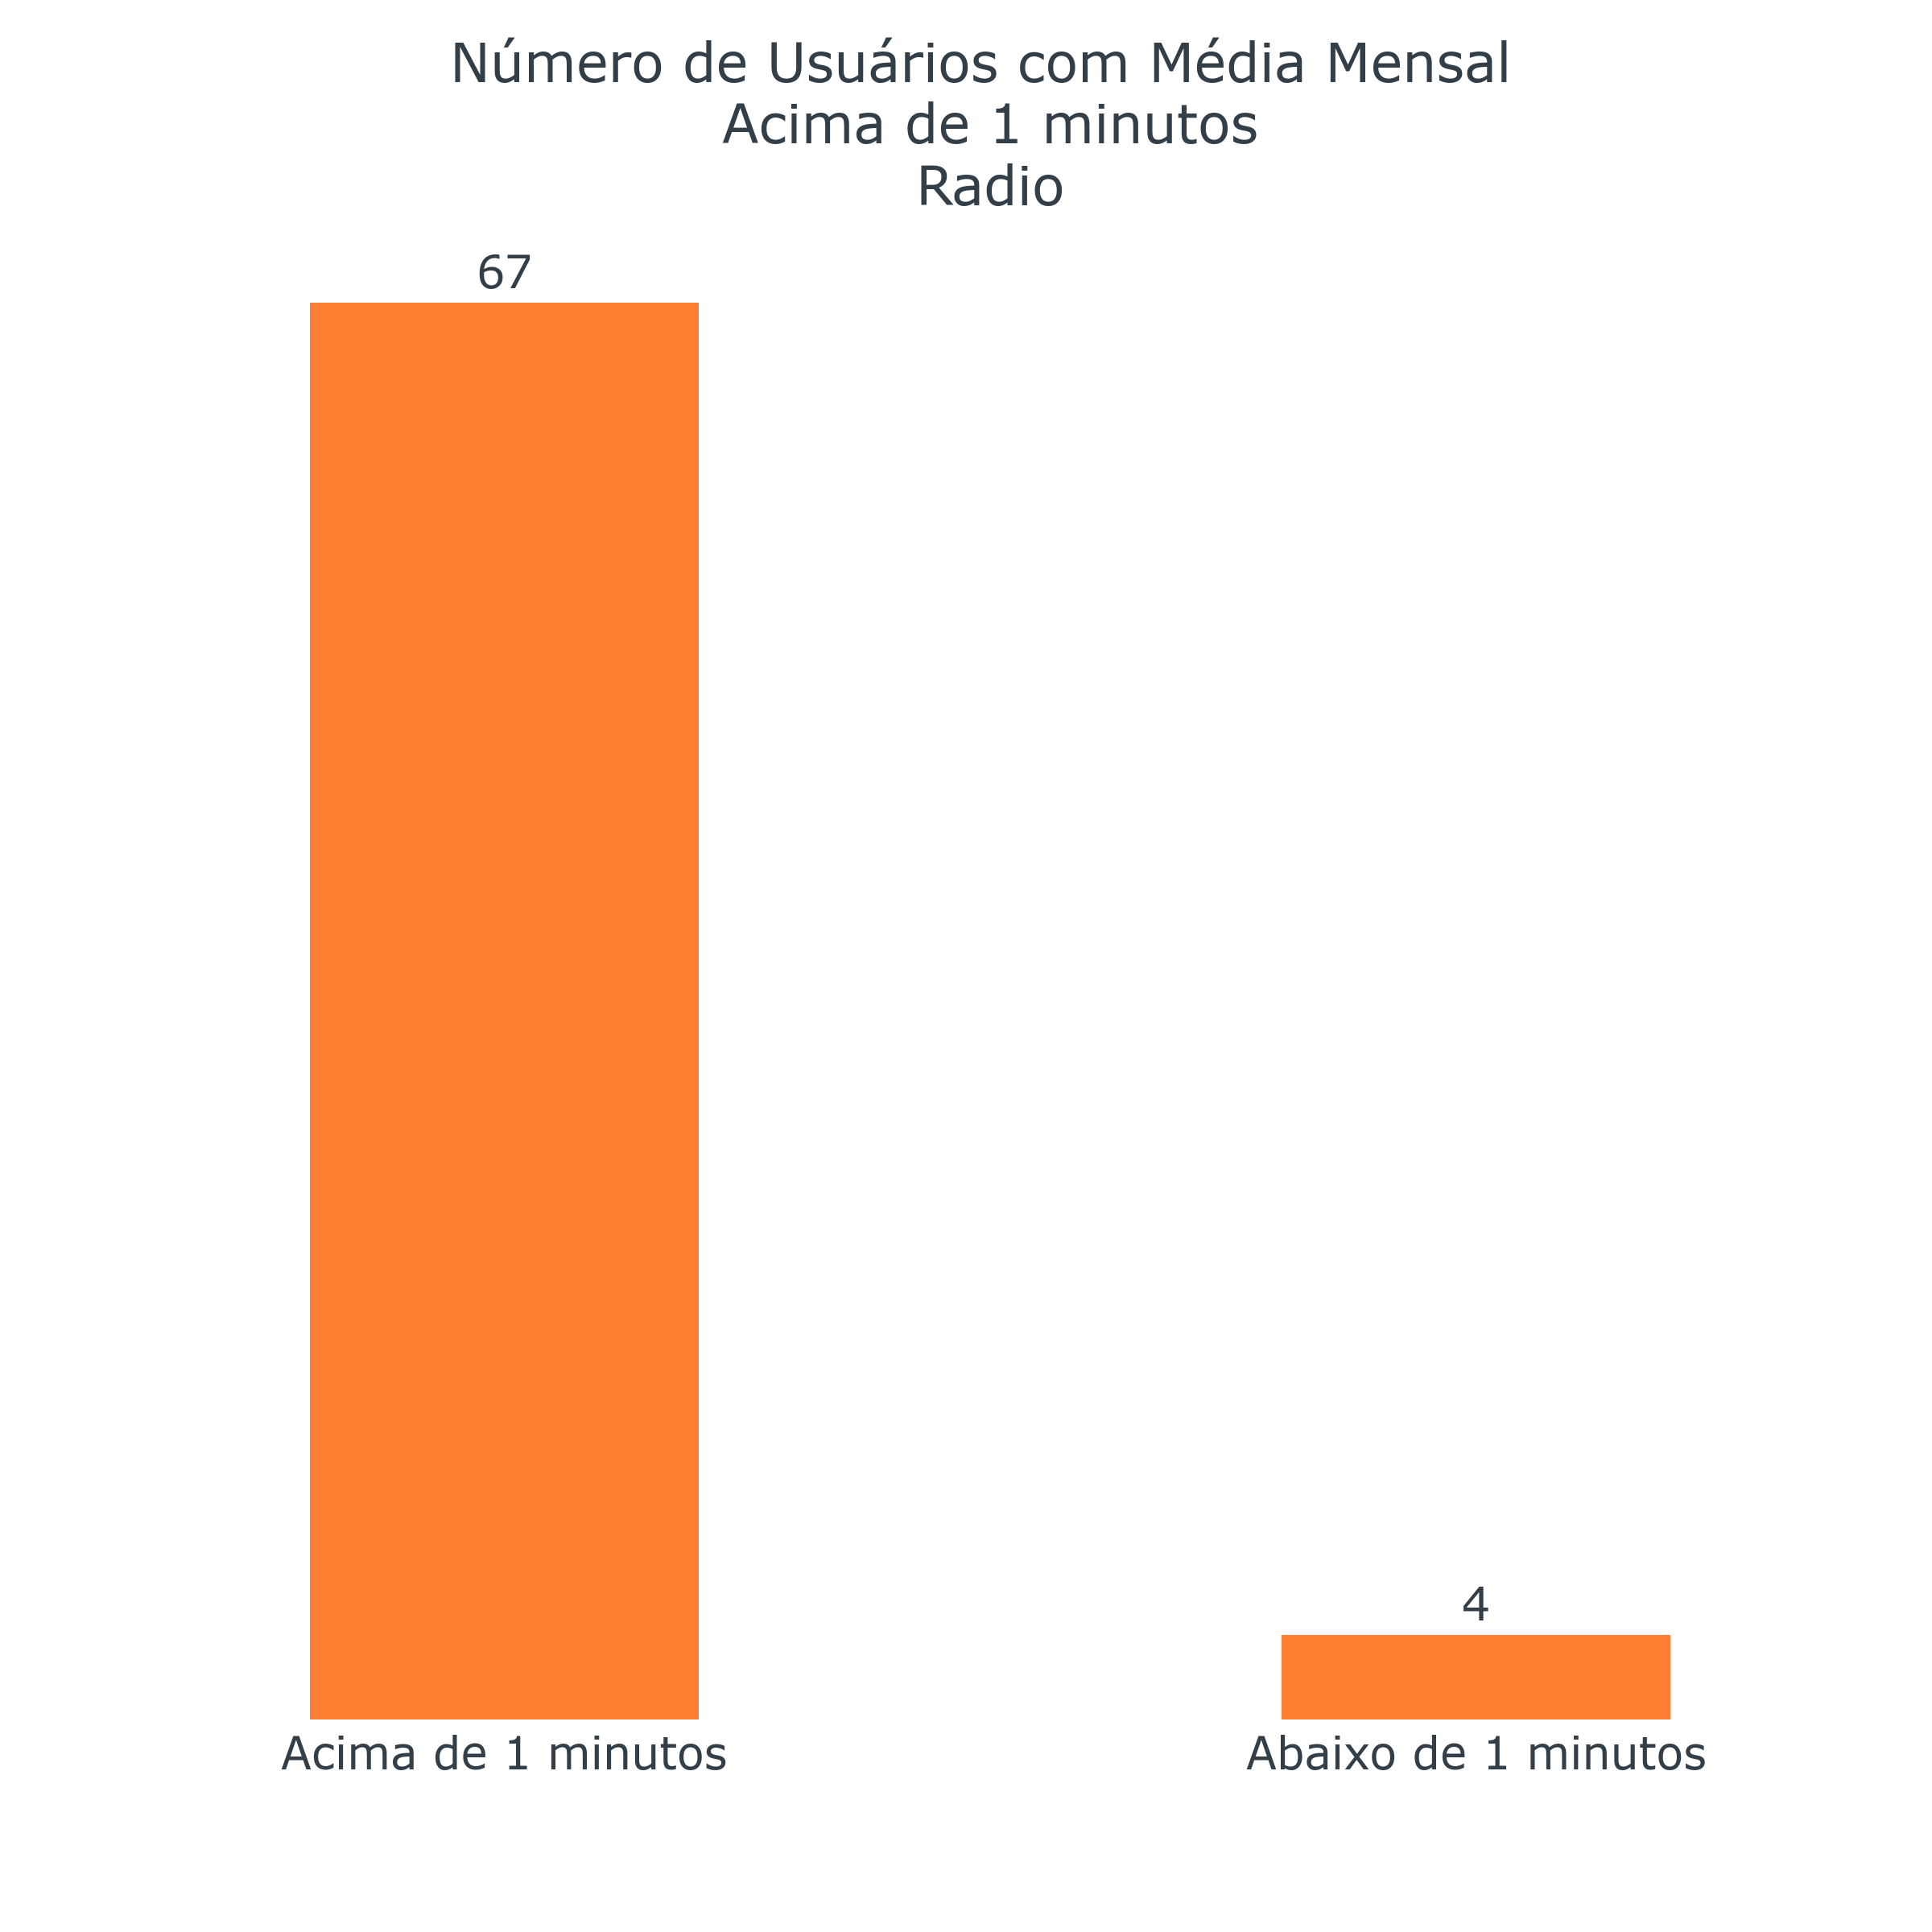 Número de Usuários com Média Mensal
Acima de 1 minutos
Radio
67
4
Acima de 1 minutos
Abaixo de 1 minutos